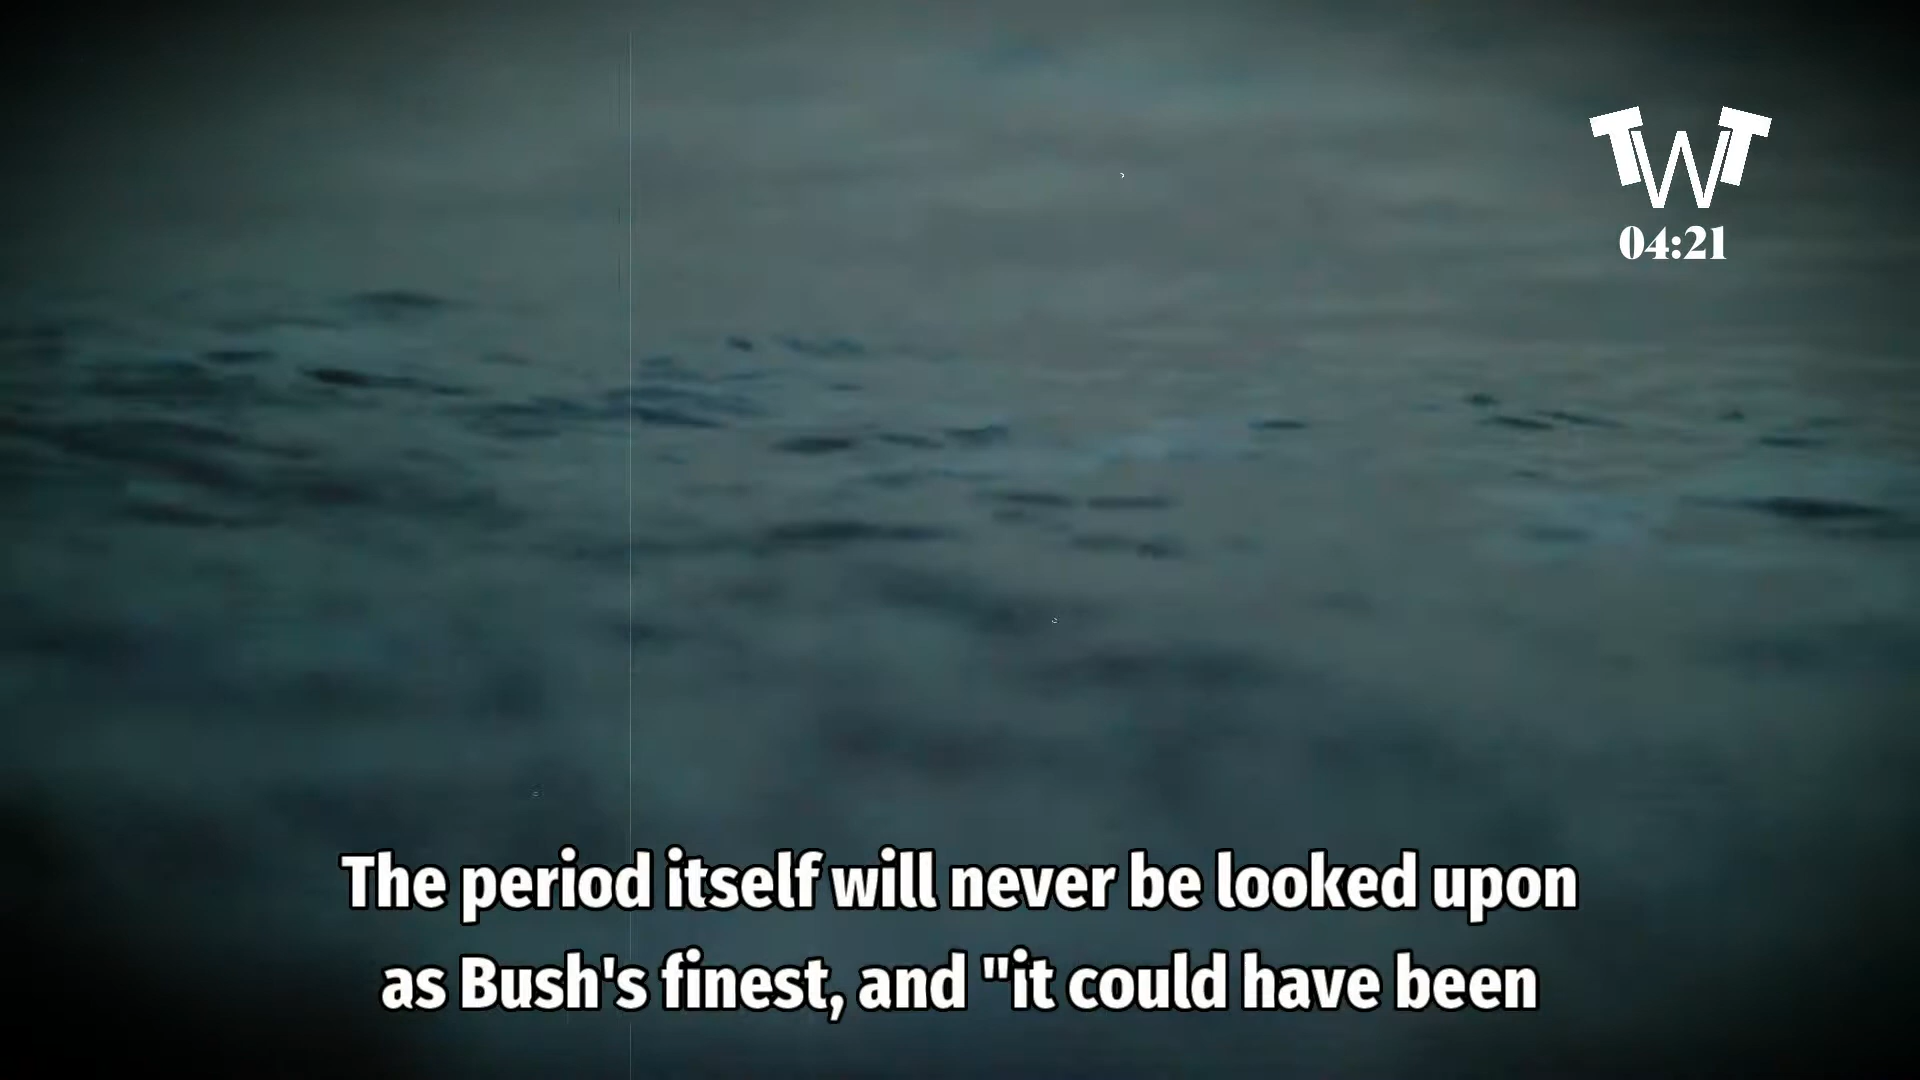 TWT
04:21
The period itself will never be looked upon
as Bush's finest, and "it could have been